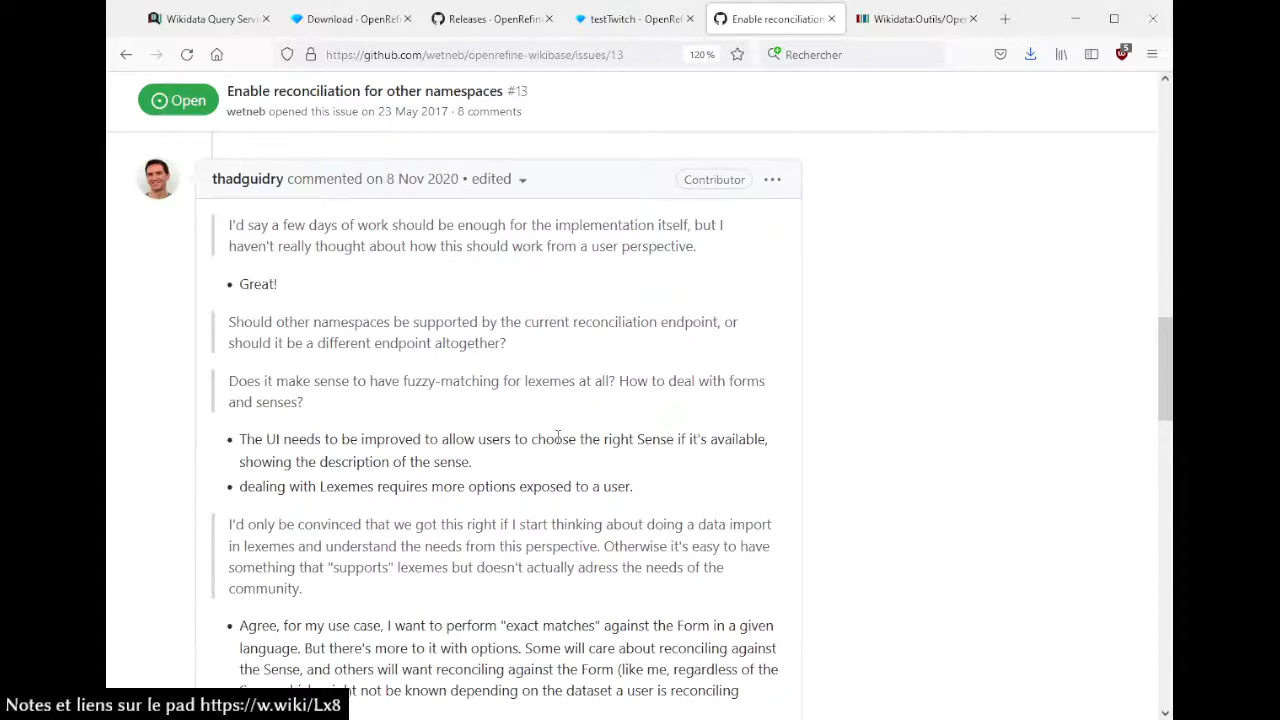 Wikidata Query Servi
Download · OpenRefi
Releases · OpenRefin
testTwitch - OpenRef
Enable reconciliation
Wikidata:Outils/Ope
https://github.com/wetneb/openrefine-wikibase/issues/13
120 %
Rechercher
5
Open
Enable reconciliation for other namespaces #13
wetneb opened this issue on 23 May 2017 · 8 comments
thadguidry commented on 8 Nov 2020 • edited
Contributor
I'd say a few days of work should be enough for the implementation itself, but I
haven't really thought about how this should work from a user perspective.
• Great!
Should other namespaces be supported by the current reconciliation endpoint, or
should it be a different endpoint altogether?
Does it make sense to have fuzzy-matching for lexemes at all? How to deal with forms
and senses?
• The UI needs to be improved to allow users to choose the right Sense if it's available,
showing the description of the sense.
• dealing with Lexemes requires more options exposed to a user.
I'd only be convinced that we got this right if I start thinking about doing a data import
in lexemes and understand the needs from this perspective. Otherwise it's easy to have
something that "supports" lexemes but doesn't actually adress the needs of the
community.
• Agree, for my use case, I want to perform "exact matches" against the Form in a given
language. But there's more to it with options. Some will care about reconciling against
the Sense, and others will want reconciling against the Form (like me, regardless of the
not be known depending on the dataset a user is reconciling
Notes et liens sur le pad https://w.wiki/Lx8